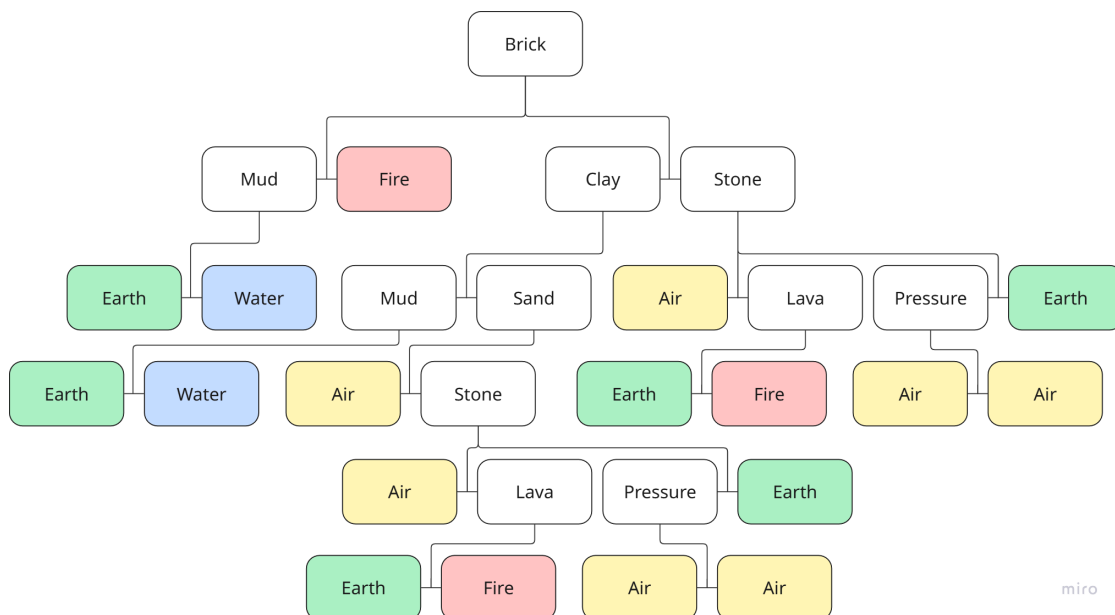 Brick
Mud
Fire
Clay
Stone
Earth
Water
Mud
Sand
Air
Lava
Pressure
Earth
Earth
Water
Air
Stone
Earth
Fire
Air
Air
Air
Lava
Pressure
Earth
Earth
Fire
Air
Air
miro